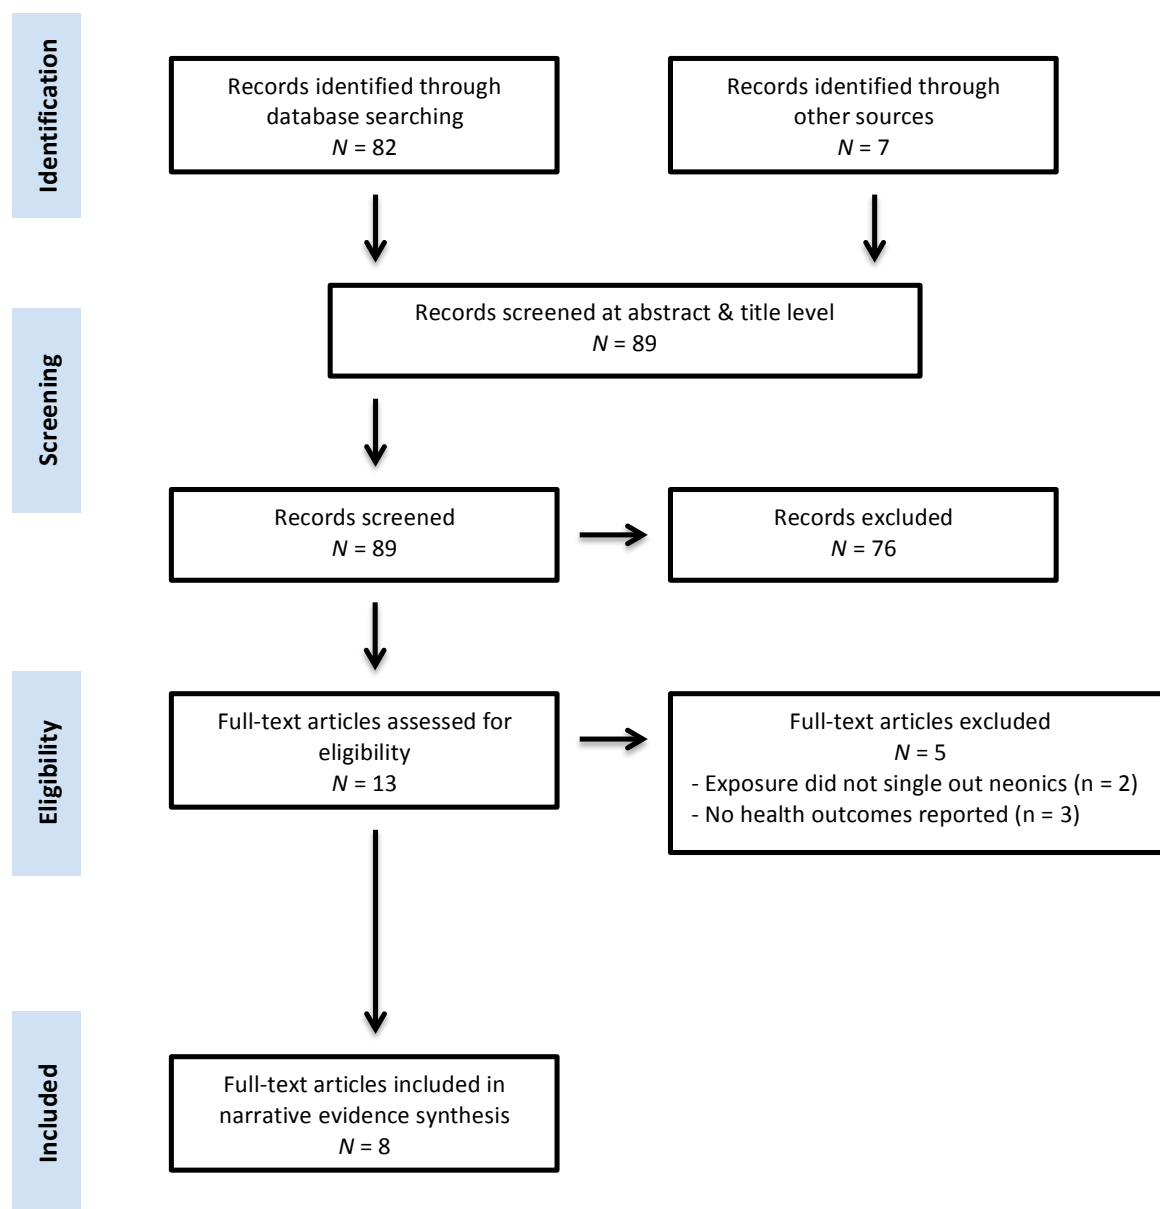 Identification
Records identified through
database searching
N = 82
Records identified through
other sources
N = 7
Screening
Records screened at abstract & title level
N = 89
Records screened
N = 89
Records excluded
N = 76
Eligibility
Full-text articles assessed for
eligibility
N = 13
Full-text articles excluded
N = 5
- Exposure did not single out neonics (n = 2)
- No health outcomes reported (n = 3)
Included
Full-text articles included in
narrative evidence synthesis
N = 8